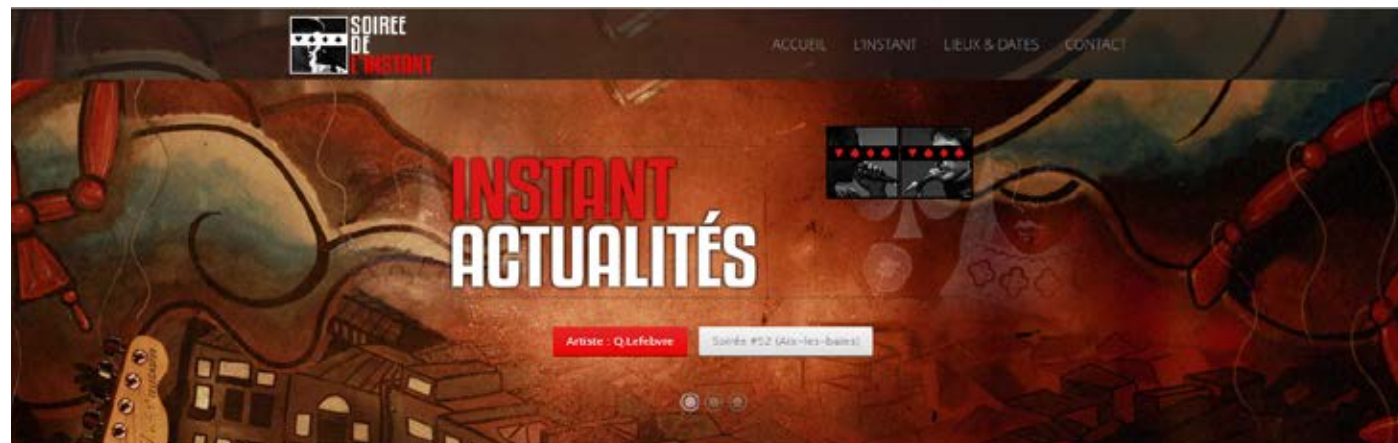 SOIREE
DE
L'INSTANT
ACCUEIL L'INSTANT LIEUX & DATES CONTACT
INSTANT
ACTUALITÉS
Artiste : Q.Lefebvre Soirée #52 (Aix-les-bains)